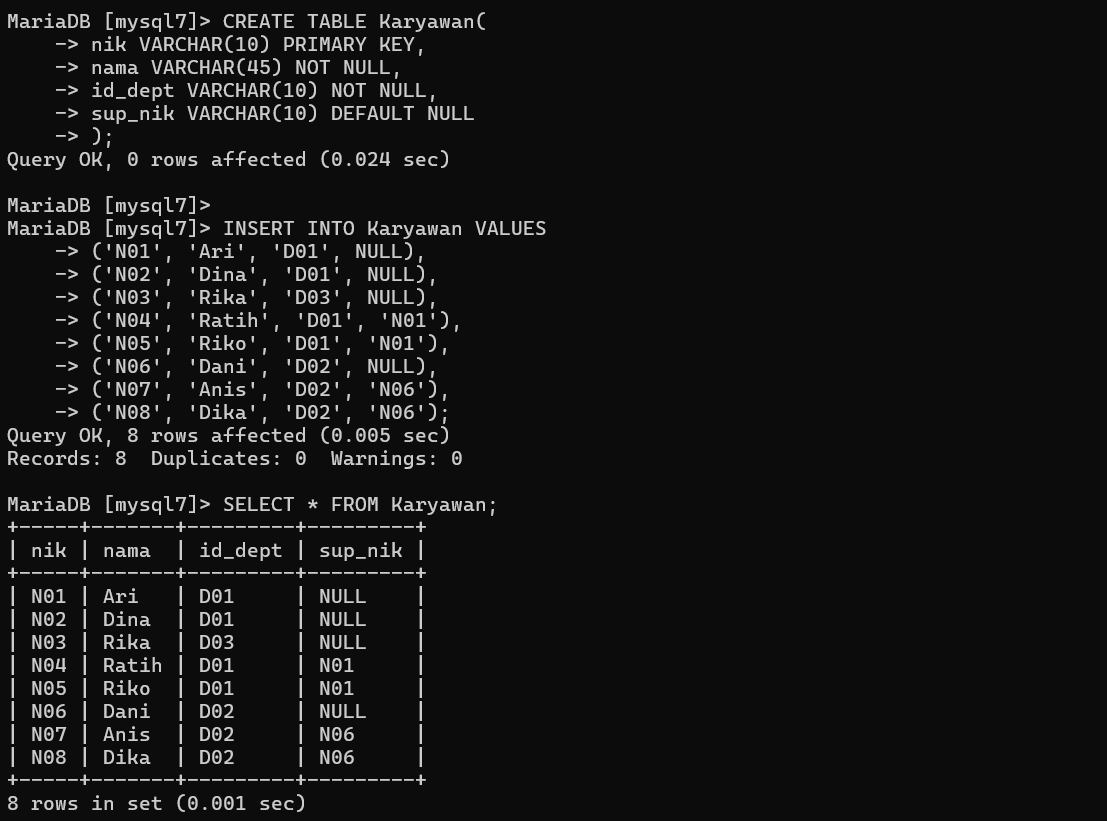 MariaDB [mysql7]> CREATE TABLE Karyawan(
    -> nik VARCHAR(10) PRIMARY KEY,
    -> nama VARCHAR(45) NOT NULL,
    -> id_dept VARCHAR(10) NOT NULL,
    -> sup_nik VARCHAR(10) DEFAULT NULL
    -> );
Query OK, 0 rows affected (0.024 sec)

MariaDB [mysql7]>
MariaDB [mysql7]> INSERT INTO Karyawan VALUES
    -> ('N01', 'Ari', 'D01', NULL),
    -> ('N02', 'Dina', 'D01', NULL),
    -> ('N03', 'Rika', 'D03', NULL),
    -> ('N04', 'Ratih', 'D01', 'N01'),
    -> ('N05', 'Riko', 'D01', 'N01'),
    -> ('N06', 'Dani', 'D02', NULL),
    -> ('N07', 'Anis', 'D02', 'N06'),
    -> ('N08', 'Dika', 'D02', 'N06');
Query OK, 8 rows affected (0.005 sec)
Records: 8  Duplicates: 0  Warnings: 0

MariaDB [mysql7]> SELECT * FROM Karyawan;
+-----+-------+---------+---------+
| nik | nama  | id_dept | sup_nik |
+-----+-------+---------+---------+
| N01 | Ari   | D01     | NULL    |
| N02 | Dina  | D01     | NULL    |
| N03 | Rika  | D03     | NULL    |
| N04 | Ratih | D01     | N01     |
| N05 | Riko  | D01     | N01     |
| N06 | Dani  | D02     | NULL    |
| N07 | Anis  | D02     | N06     |
| N08 | Dika  | D02     | N06     |
+-----+-------+---------+---------+
8 rows in set (0.001 sec)